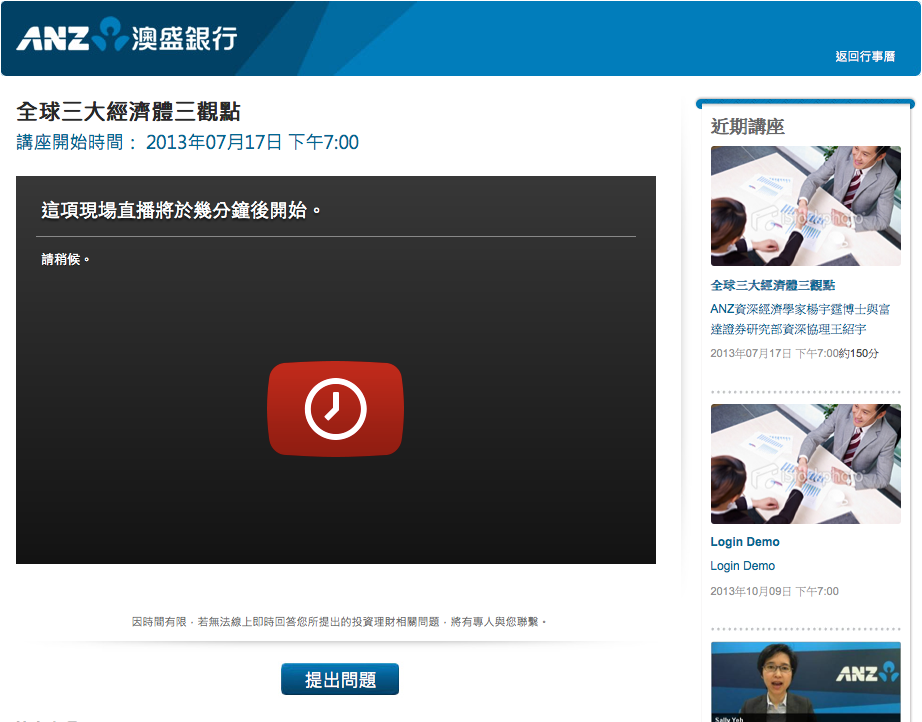 ANZ 澳盛銀行
返回行事曆
全球三大經濟體三觀點
講座開始時間： 2013年07月17日 下午7:00
這項現場直播將於幾分鐘後開始。
請稍候。
因時間有限，若無法線上即時回答您所提出的投資理財相關問題，將有專人與您聯繫。
提出問題
近期講座
全球三大經濟體三觀點
ANZ資深經濟學家楊宇霆博士與富
達證券研究部資深協理王紹宇
2013年07月17日 下午7:00約150分
Login Demo
Login Demo
2013年10月09日 下午7:00
ANZ
Sally Yeh